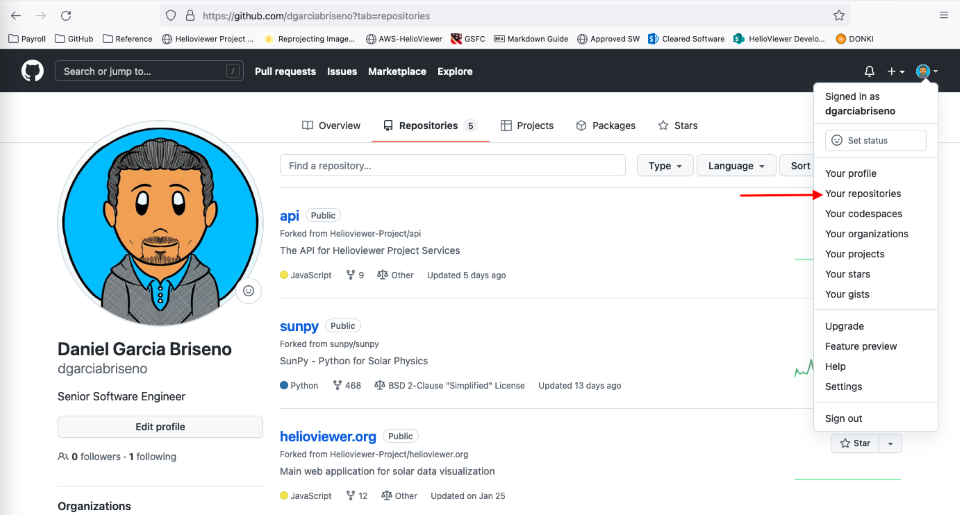 https://github.com/dgarciabriseno?tab=repositories
Payroll GitHub Reference Helioviewer Project ... Reprojecting Image... AWS-HelioViewer GSFC Markdown Guide Approved SW Cleared Software HelioViewer Develo... DONKI
Search or jump to... / Pull requests Issues Marketplace Explore
Signed in as
dgarciabriseno
Set status
Your profile
Your repositories
Your codespaces
Your organizations
Your projects
Your stars
Your gists
Upgrade
Feature preview
Help
Settings
Sign out
Overview Repositories 5 Projects Packages Stars
Find a repository... Type Language Sort
api Public
Forked from Helioviewer-Project/api
The API for Helioviewer Project Services
JavaScript 9 Other Updated 5 days ago
sunpy Public
Forked from sunpy/sunpy
SunPy - Python for Solar Physics
Python 468 BSD 2-Clause "Simplified" License Updated 13 days ago
helioviewer.org Public
Forked from Helioviewer-Project/helioviewer.org
Main web application for solar data visualization
JavaScript 12 Other Updated on Jan 25
Star
Daniel Garcia Briseno
dgarciabriseno
Senior Software Engineer
Edit profile
0 followers · 1 following
Organizations